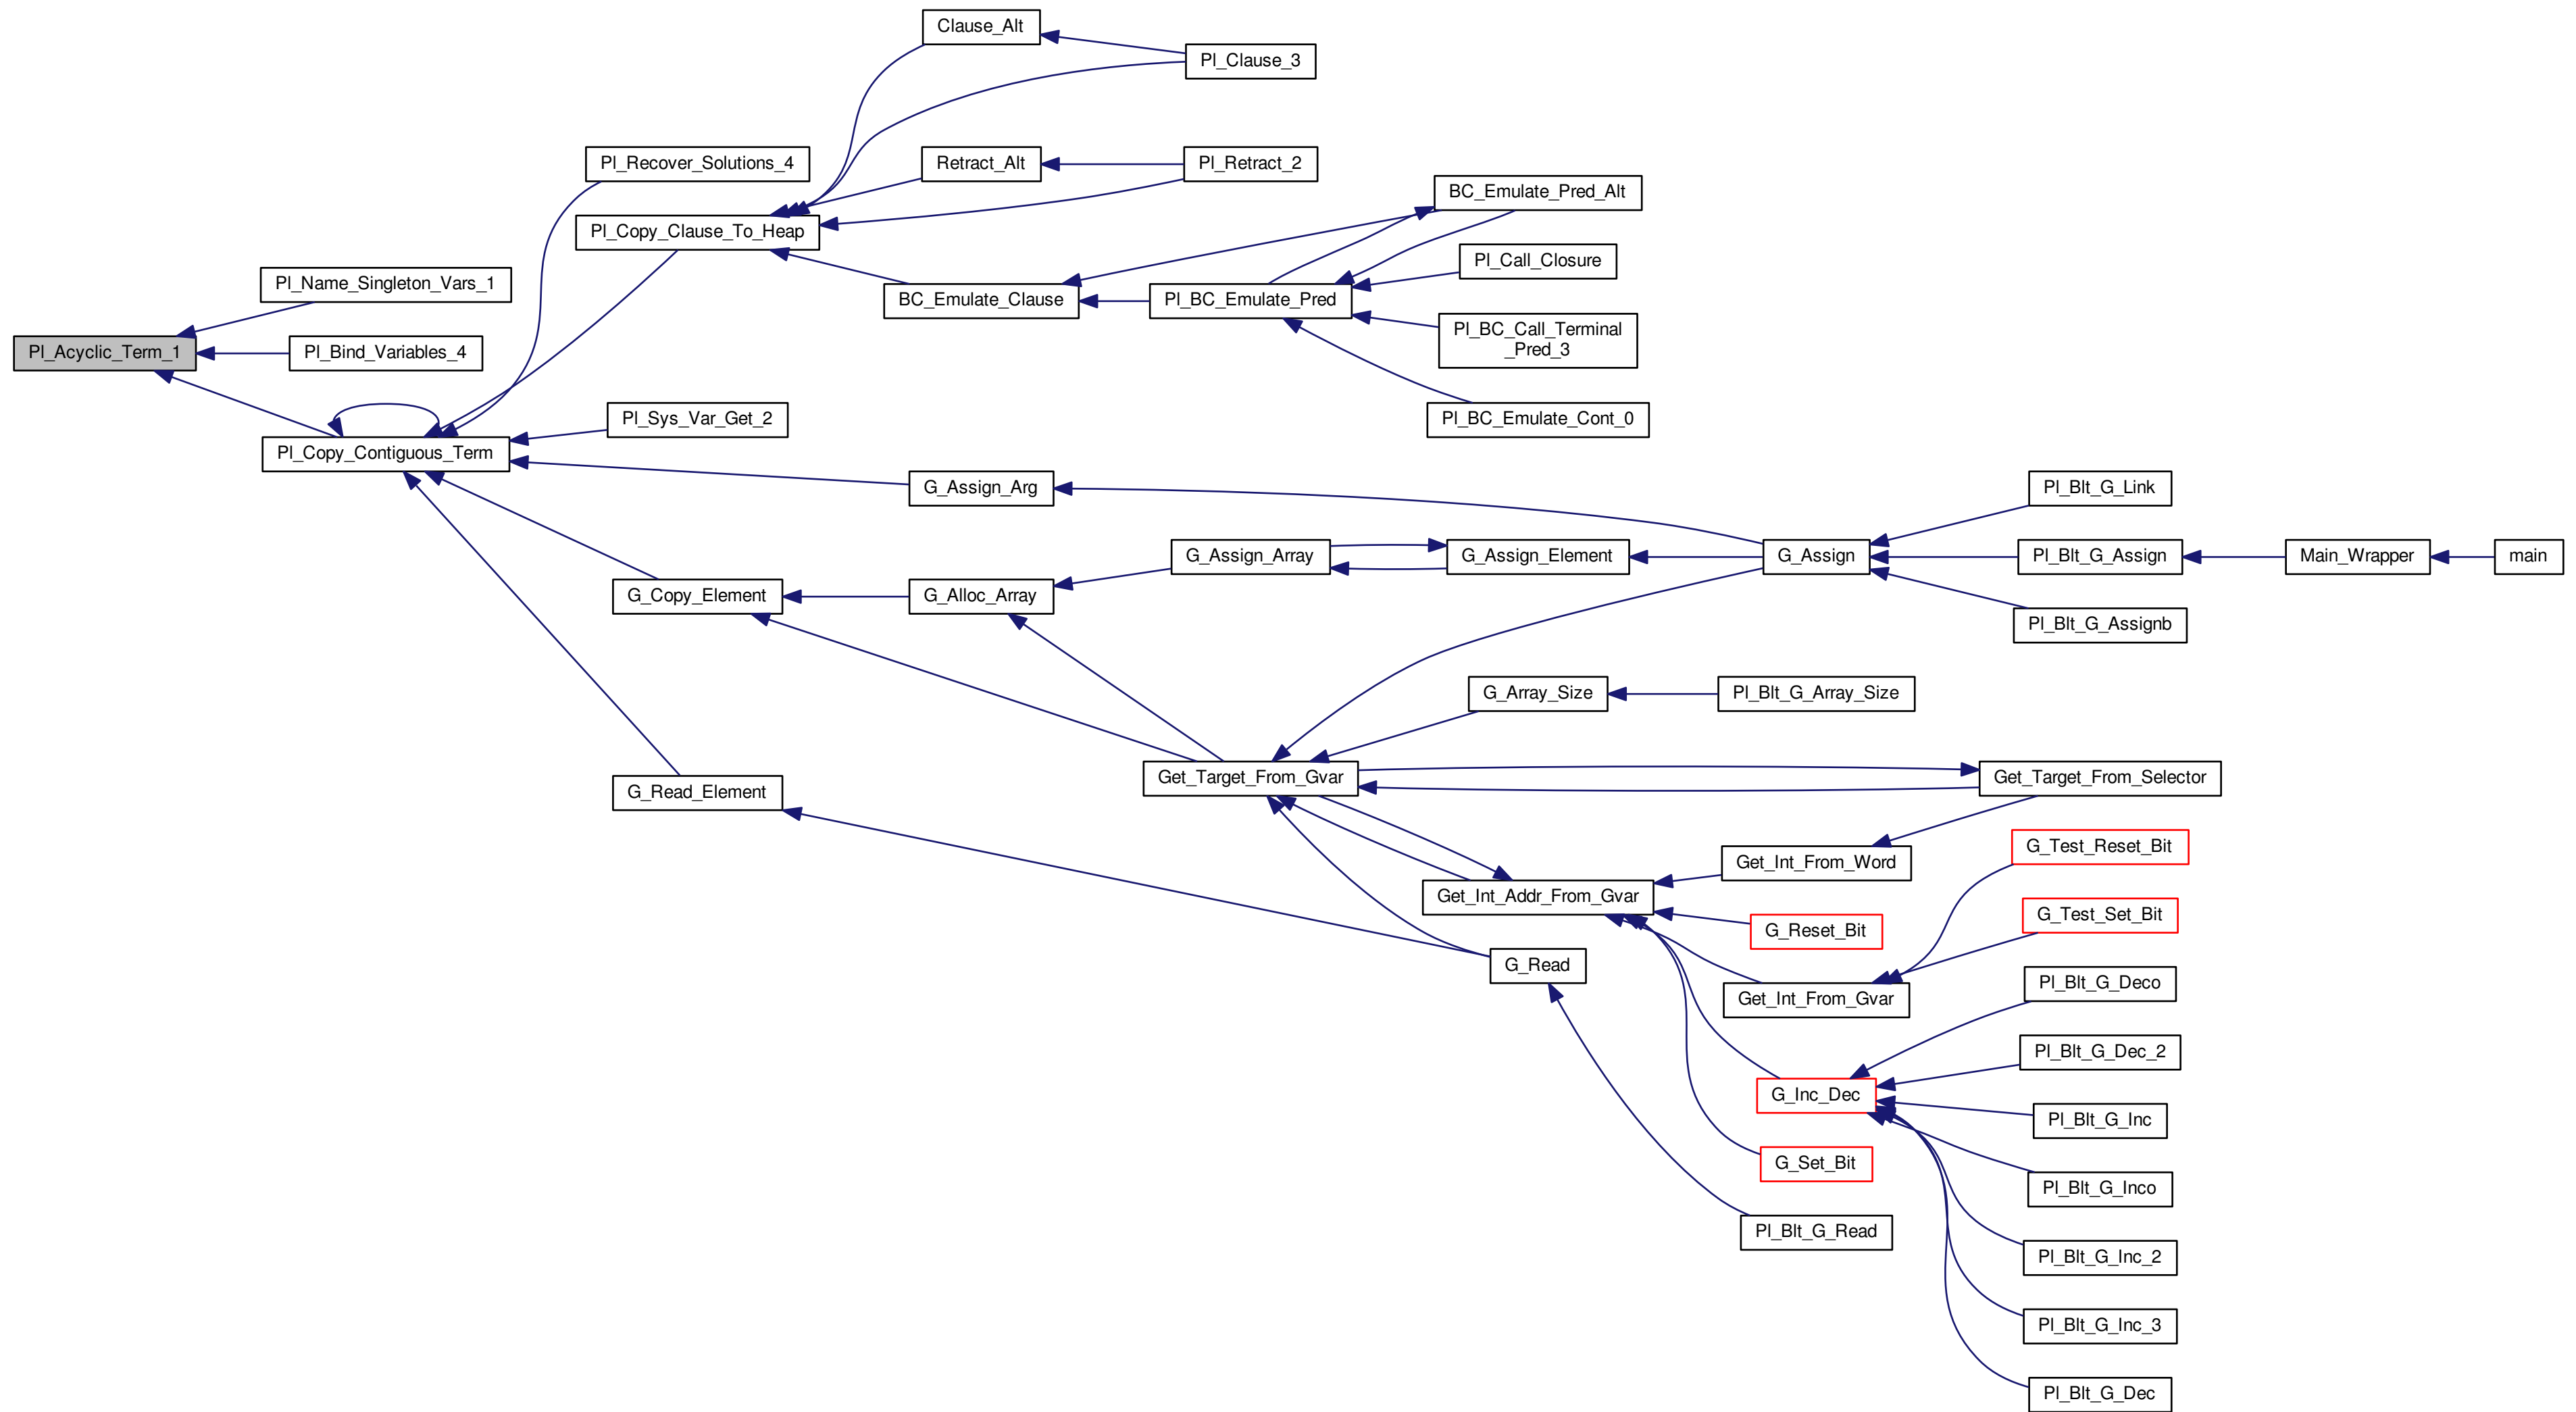 Clause_Alt
Pl_Clause_3
Pl_Recover_Solutions_4
Retract_Alt
Pl_Retract_2
BC_Emulate_Pred_Alt
Pl_Copy_Clause_To_Heap
Pl_Call_Closure
Pl_Name_Singleton_Vars_1
BC_Emulate_Clause
Pl_BC_Emulate_Pred
Pl_BC_Call_Terminal
_Pred_3
Pl_Acyclic_Term_1
Pl_Bind_Variables_4
Pl_Sys_Var_Get_2
Pl_BC_Emulate_Cont_0
Pl_Copy_Contiguous_Term
G_Assign_Arg
Pl_Blt_G_Link
G_Assign_Array
G_Assign_Element
G_Assign
Pl_Blt_G_Assign
Main_Wrapper
main
G_Copy_Element
G_Alloc_Array
Pl_Blt_G_Assignb
G_Array_Size
Pl_Blt_G_Array_Size
Get_Target_From_Gvar
Get_Target_From_Selector
G_Read_Element
G_Test_Reset_Bit
Get_Int_From_Word
Get_Int_Addr_From_Gvar
G_Test_Set_Bit
G_Reset_Bit
G_Read
Pl_Blt_G_Deco
Get_Int_From_Gvar
Pl_Blt_G_Dec_2
G_Inc_Dec
Pl_Blt_G_Inc
G_Set_Bit
Pl_Blt_G_Inco
Pl_Blt_G_Read
Pl_Blt_G_Inc_2
Pl_Blt_G_Inc_3
Pl_Blt_G_Dec